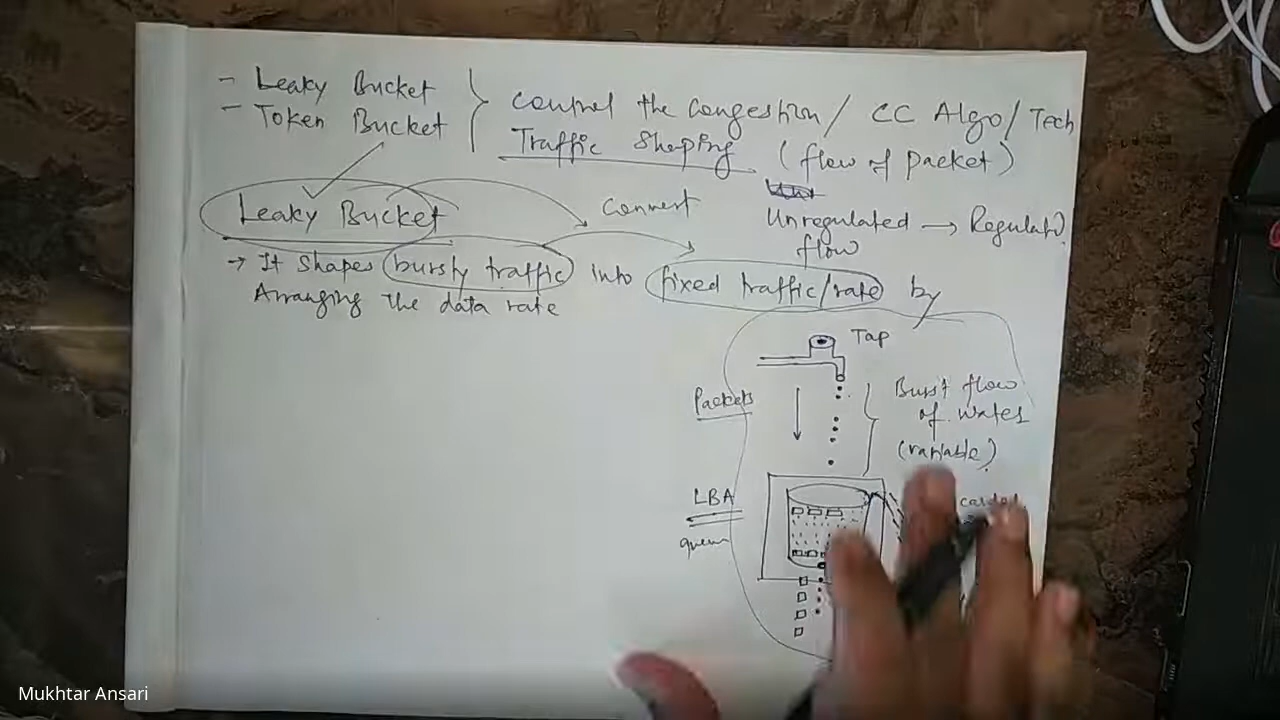 - Leaky Bucket
- Token Bucket
control the congestion / CC Algo / Tech
Traffic Shaping (flow of packet)
Leaky Bucket
convert
Unregulated → Regulated
flow
→ It shapes bursty traffic into fixed traffic/rate by
Arranging the data rate
Tap
Packets
Burst flow
of water
(variable)
LBA
queue
Mukhtar Ansari